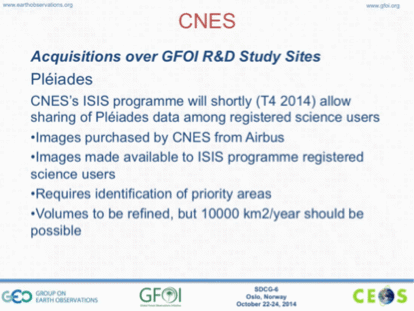 www.earthobservations.org
www.gfoi.org
CNES
Acquisitions over GFOI R&D Study Sites
Pléiades
CNES's ISIS programme will shortly (T4 2014) allow
sharing of Pléiades data among registered science users
•Images purchased by CNES from Airbus
•Images made available to ISIS programme registered
science users
•Requires identification of priority areas
•Volumes to be refined, but 10000 km2/year should be
possible
GEO GROUP ON
EARTH OBSERVATIONS
GFOI
SDCG-6
Oslo, Norway
October 22-24, 2014
CEOS